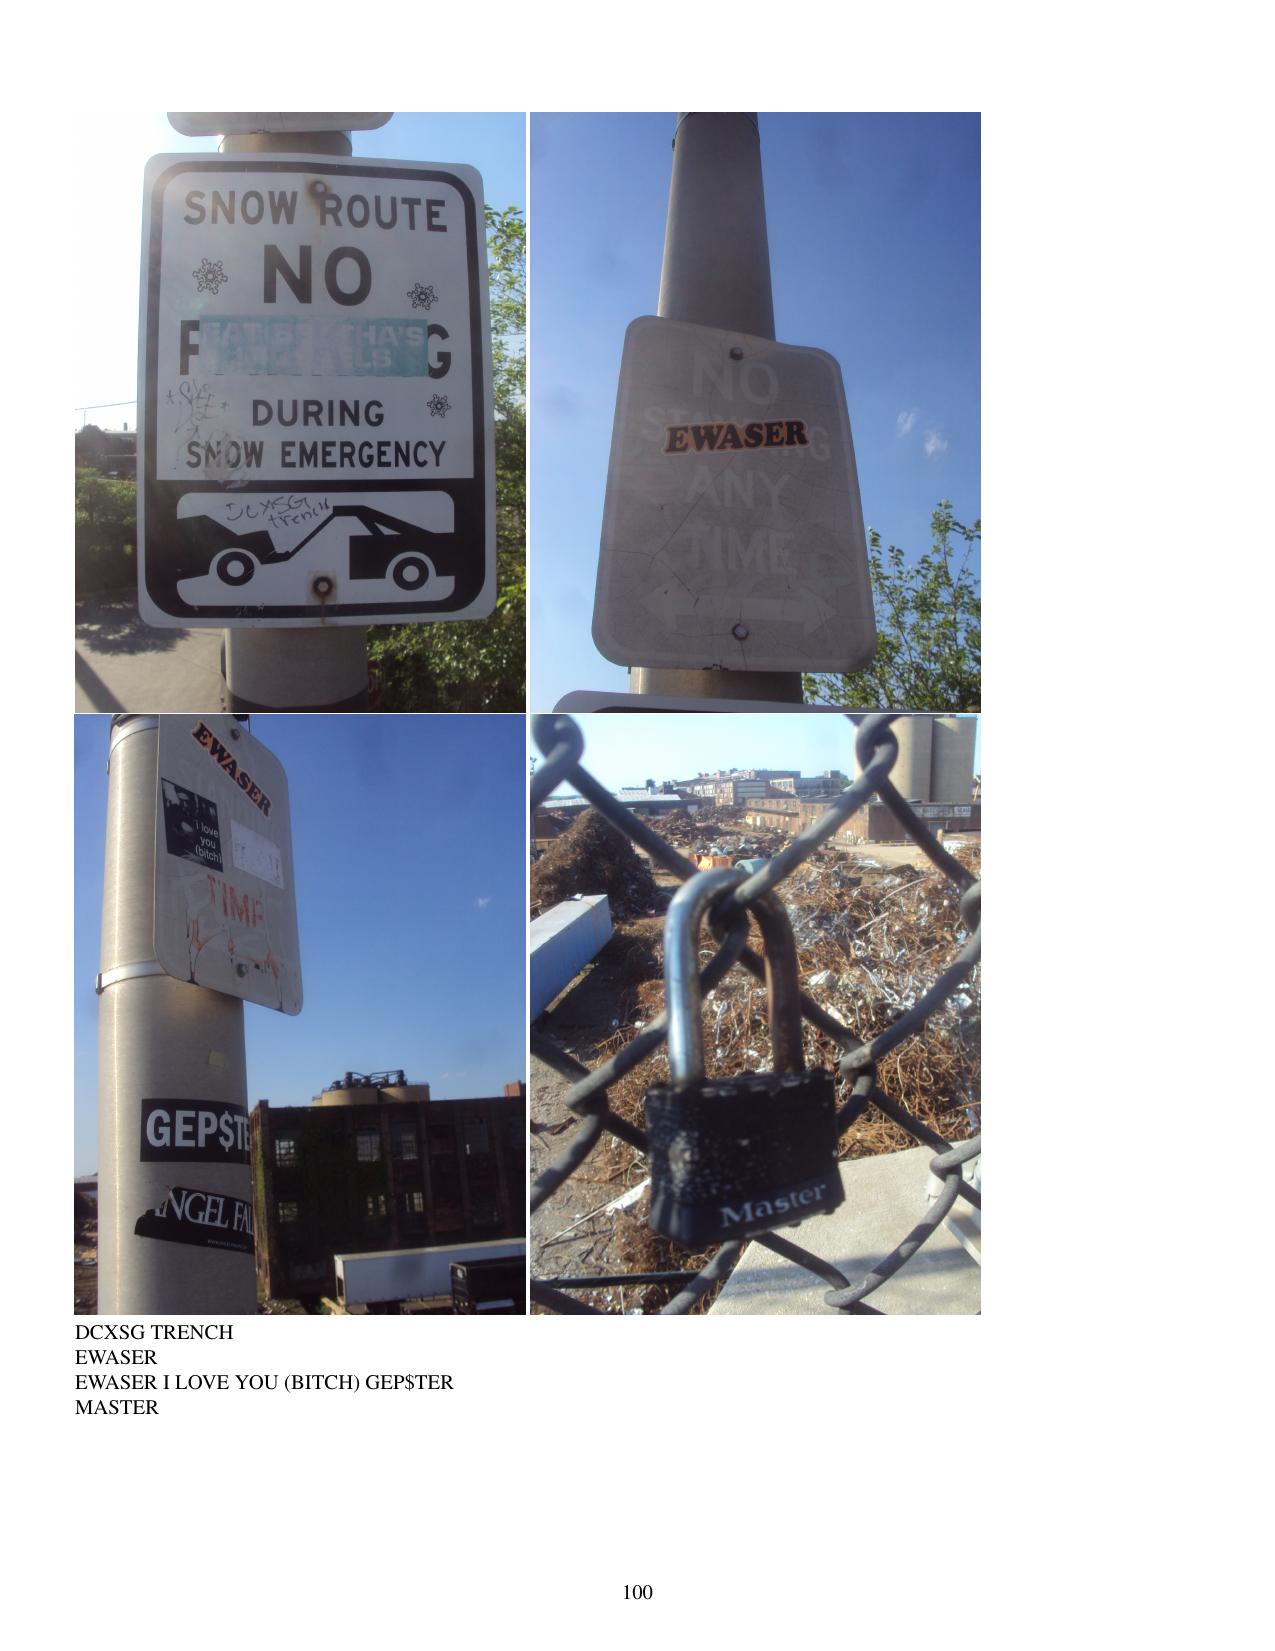 SNOW ROUTE
NO
DURING
SNOW EMERGENCY
DCXSG
trench
NO
EWASER
ANY
TIME
EWASER
i love
you
(bitch)
TIME
GEP$TE
NGEL FA
Master
DCXSG TRENCH
EWASER
EWASER I LOVE YOU (BITCH) GEP$TER
MASTER
100